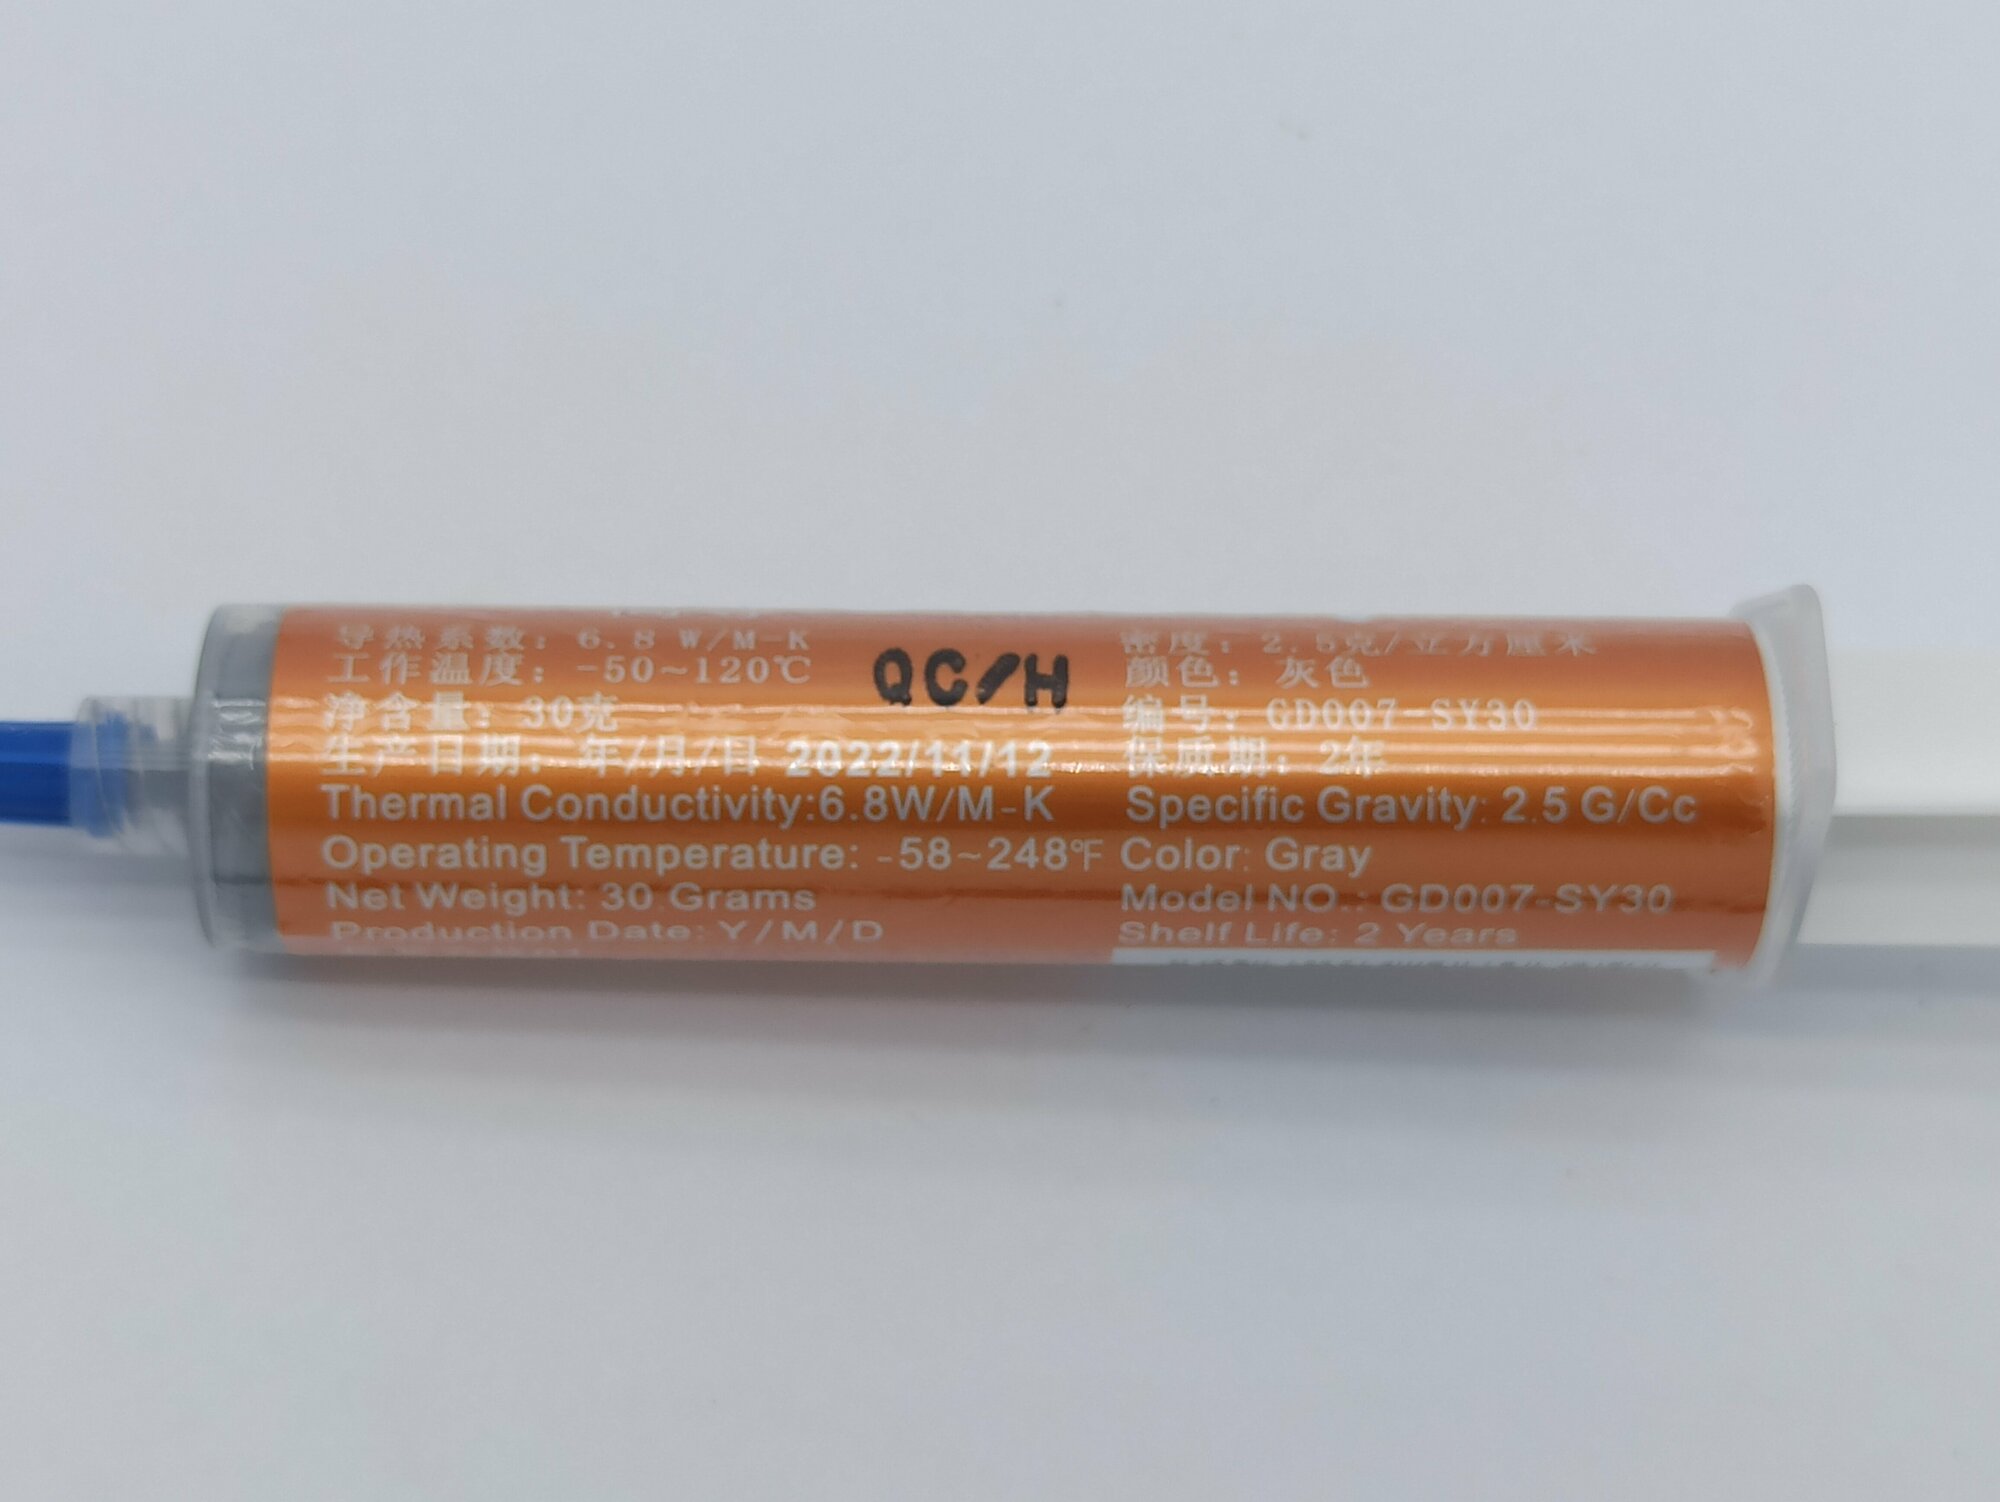 导热系数：6.8 W/M-K
工作温度：-50~120℃
净含量：30克
生产日期：年/月/日 2022/11/12
QC/H
密度：2.5克/立方厘米
颜色：灰色
编号：GD007-SY30
保质期：2年
Thermal Conductivity:6.8W/M-K
Operating Temperature: -58~248℉
Net Weight: 30 Grams
Production Date: Y/M/D
Specific Gravity: 2.5 G/Cc
Color: Gray
Model NO.: GD007-SY30
Shelf Life: 2 Years